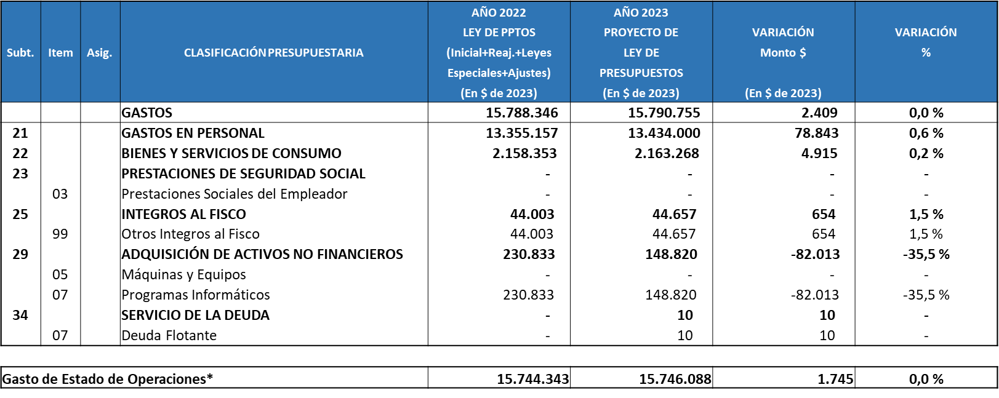 Subt. Item Asig. CLASIFICACIÓN PRESUPUESTARIA AÑO 2022 LEY DE PPTOS (Inicial+Reaj.+Leyes Especiales+Ajustes) (En $ de 2023) AÑO 2023 PROYECTO DE LEY DE PRESUPUESTOS (En $ de 2023) VARIACIÓN Monto $ (En $ de 2023) VARIACIÓN %
GASTOS 15.788.346 15.790.755 2.409 0,0 %
21 GASTOS EN PERSONAL 13.355.157 13.434.000 78.843 0,6 %
22 BIENES Y SERVICIOS DE CONSUMO 2.158.353 2.163.268 4.915 0,2 %
23 PRESTACIONES DE SEGURIDAD SOCIAL - - - -
03 Prestaciones Sociales del Empleador - - - -
25 INTEGROS AL FISCO 44.003 44.657 654 1,5 %
99 Otros Integros al Fisco 44.003 44.657 654 1,5 %
29 ADQUISICIÓN DE ACTIVOS NO FINANCIEROS 230.833 148.820 -82.013 -35,5 %
05 Máquinas y Equipos - - - -
07 Programas Informáticos 230.833 148.820 -82.013 -35,5 %
34 SERVICIO DE LA DEUDA - 10 10 -
07 Deuda Flotante - 10 10 -
Gasto de Estado de Operaciones* 15.744.343 15.746.088 1.745 0,0 %